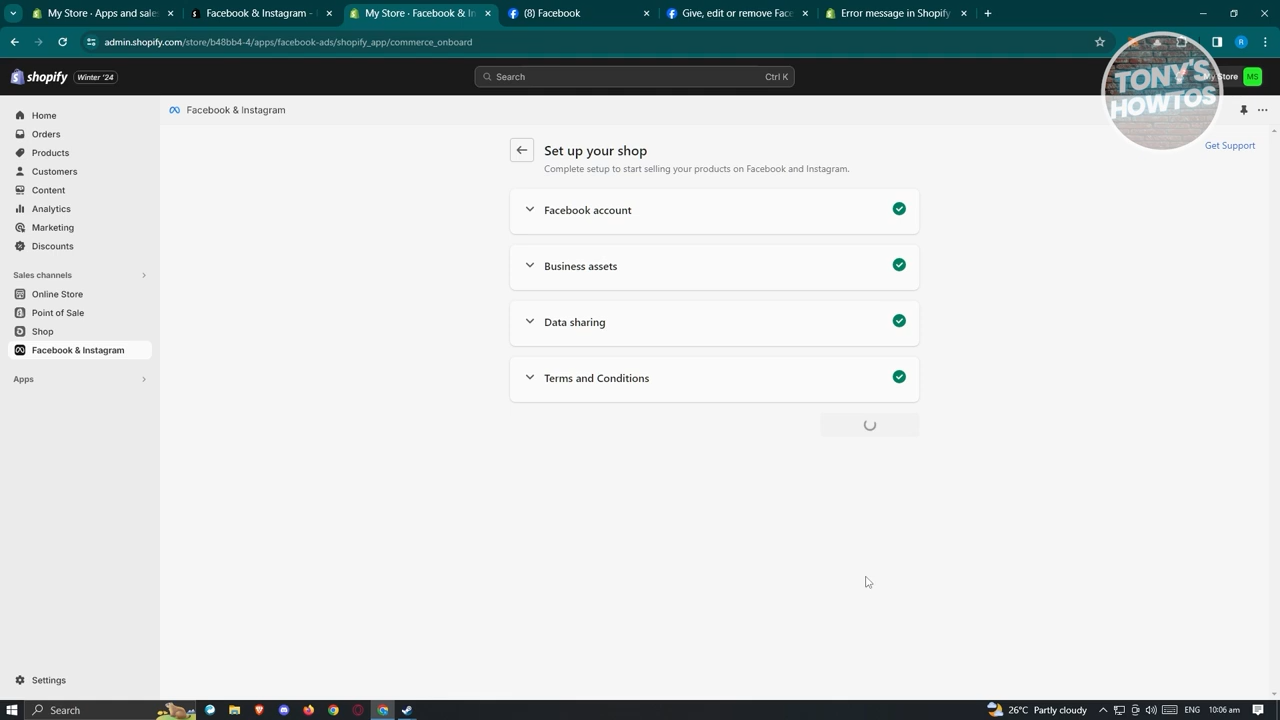 My Store · Apps and sales
Facebook & Instagram -
My Store · Facebook & In
(8) Facebook
Give, edit or remove Face
Error message in Shopify
admin.shopify.com/store/b48bb4-4/apps/facebook-ads/shopify_app/commerce_onboard
R
shopify
Winter '24
Search
Ctrl K
My Store
MS
TONY'S
HOWTOS
Facebook & Instagram
Get Support
Home
Orders
Products
Customers
Content
Analytics
Marketing
Discounts
Sales channels
Online Store
Point of Sale
Shop
Facebook & Instagram
Apps
Settings
Set up your shop
Complete setup to start selling your products on Facebook and Instagram.
Facebook account
Business assets
Data sharing
Terms and Conditions
Search
26°C Partly cloudy
ENG
10:06 am